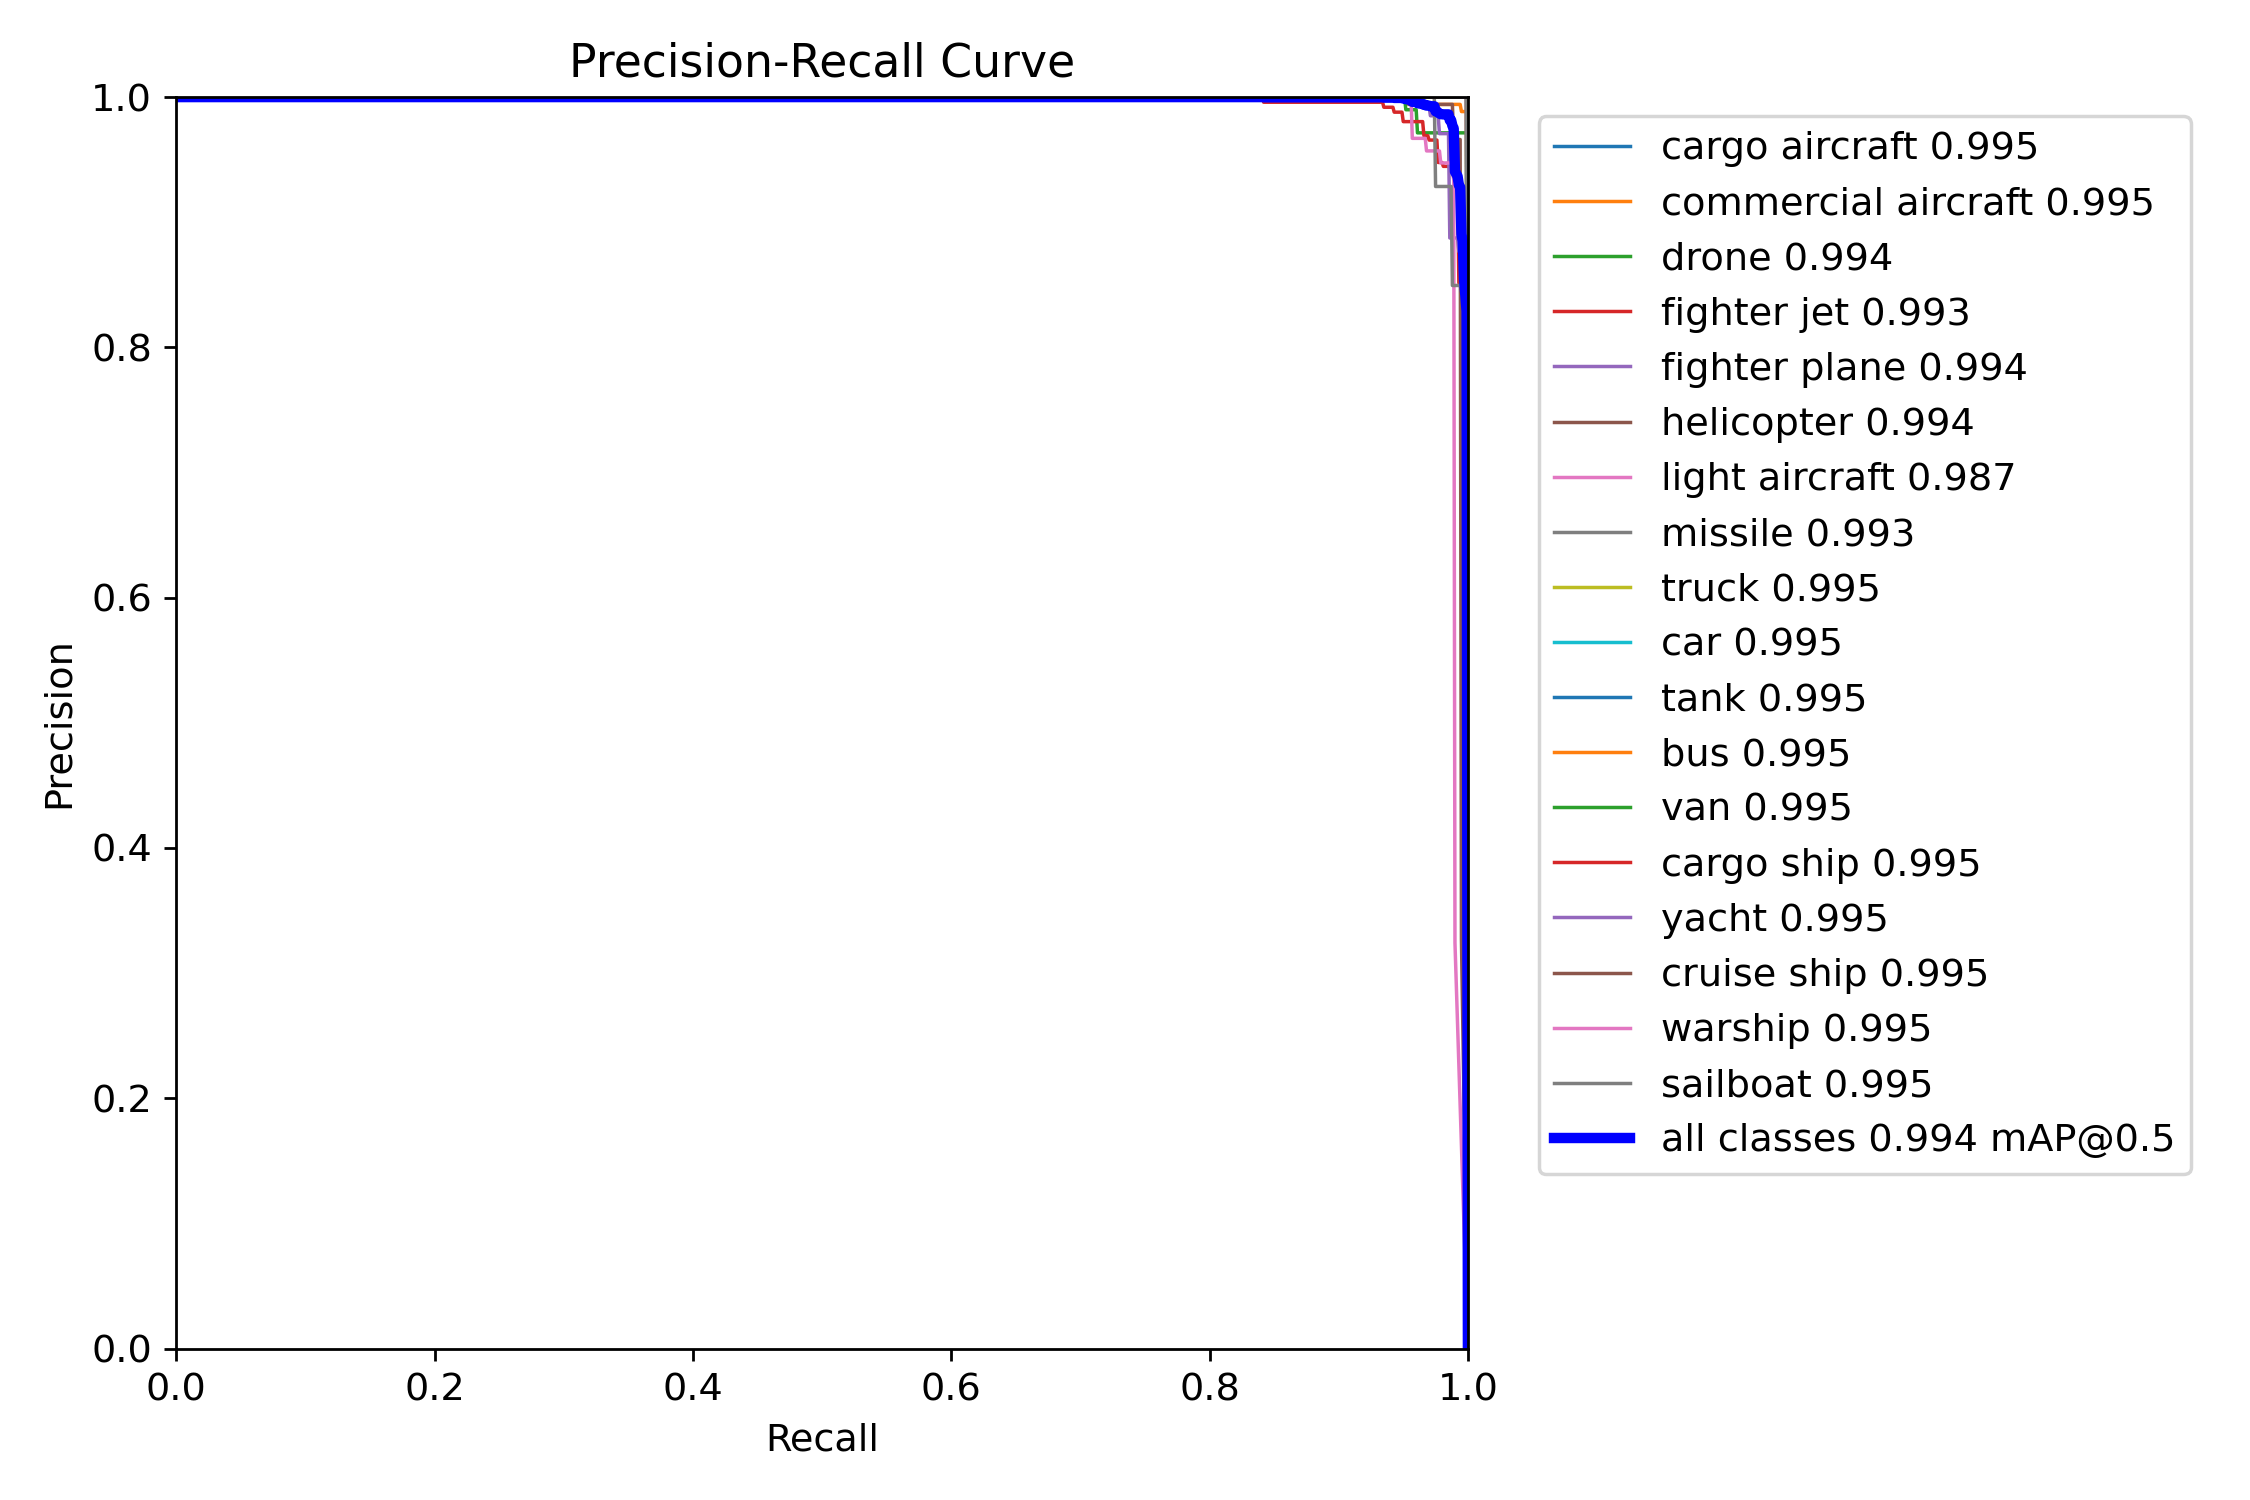 Precision-Recall Curve
1.0
0.8
0.6
0.4
0.2
0.0
Precision
0.0 0.2 0.4 0.6 0.8 1.0
Recall
cargo aircraft 0.995
commercial aircraft 0.995
drone 0.994
fighter jet 0.993
fighter plane 0.994
helicopter 0.994
light aircraft 0.987
missile 0.993
truck 0.995
car 0.995
tank 0.995
bus 0.995
van 0.995
cargo ship 0.995
yacht 0.995
cruise ship 0.995
warship 0.995
sailboat 0.995
all classes 0.994 mAP@0.5